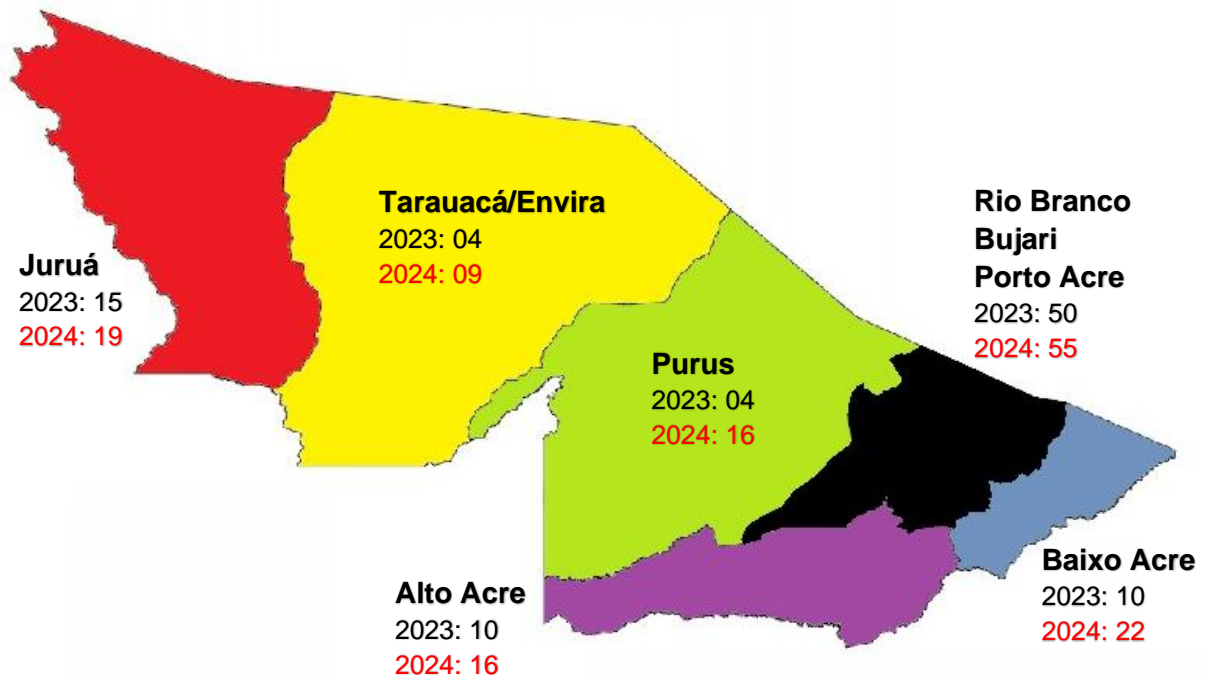 Tarauacá/Envira
2023: 04
2024: 09
Rio Branco
Bujari
Porto Acre
2023: 50
2024: 55
Juruá
2023: 15
2024: 19
Purus
2023: 04
2024: 16
Baixo Acre
2023: 10
2024: 22
Alto Acre
2023: 10
2024: 16